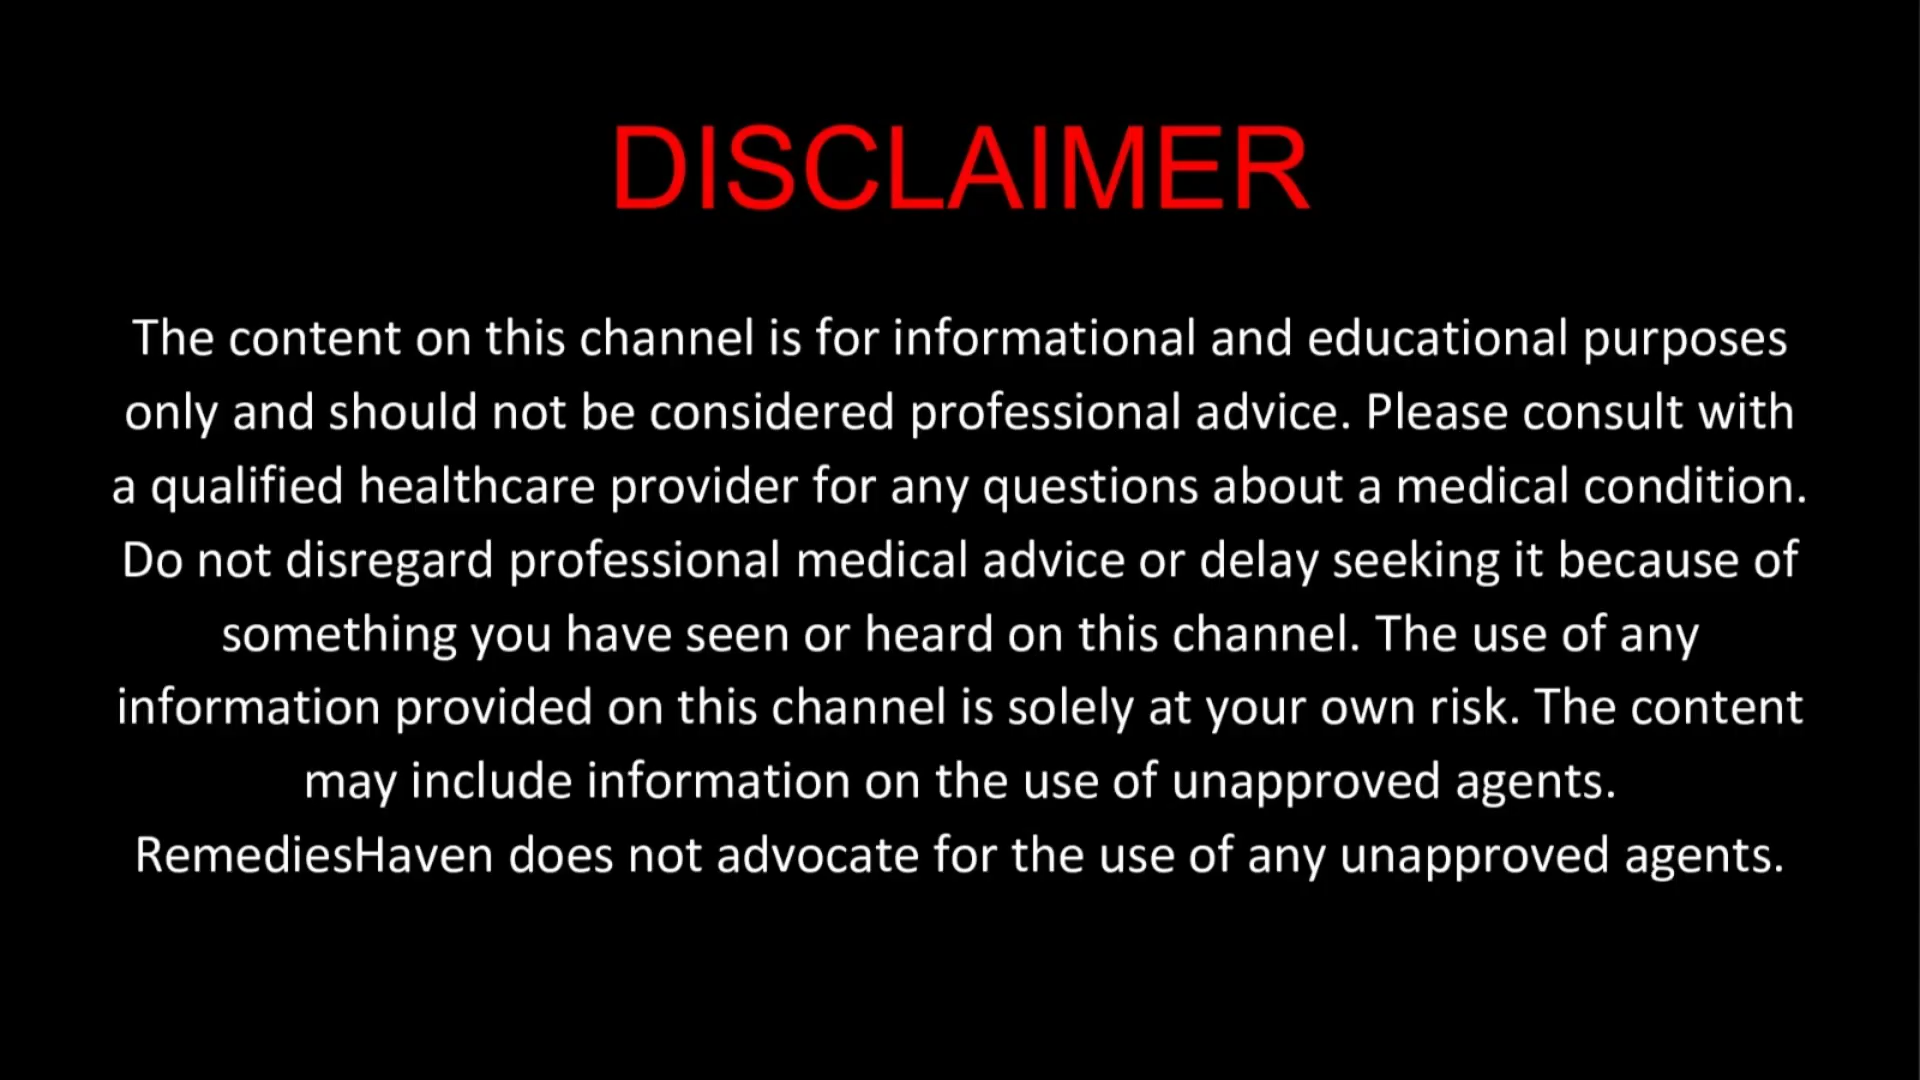 DISCLAIMER
The content on this channel is for informational and educational purposes
only and should not be considered professional advice. Please consult with
a qualified healthcare provider for any questions about a medical condition.
Do not disregard professional medical advice or delay seeking it because of
something you have seen or heard on this channel. The use of any
information provided on this channel is solely at your own risk. The content
may include information on the use of unapproved agents.
RemediesHaven does not advocate for the use of any unapproved agents.